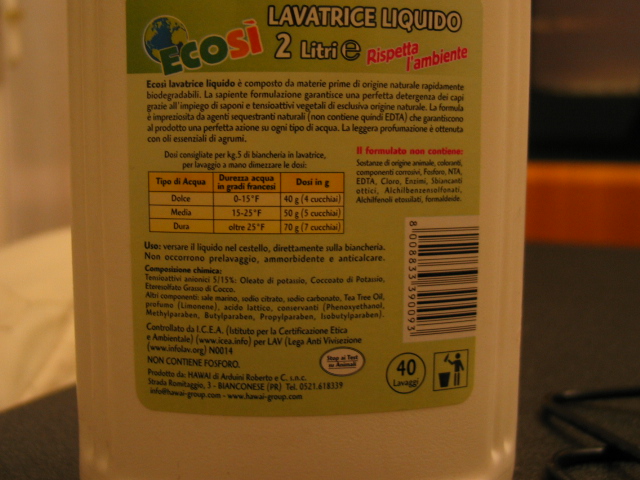 LAVATRICE LIQUIDO
ECOSÌ
2 Litri e Rispetta
l'ambiente
Ecosì lavatrice liquido è composto da materie prime di origine naturale rapidamente
biodegradabili. La sapiente formulazione garantisce una perfetta detergenza dei capi
grazie all'impiego di saponi e tensioattivi vegetali di esclusiva origine naturale. La formula
è impreziosita da agenti sequestranti naturali (non contiene quindi EDTA) che garantiscono
al prodotto una perfetta azione su ogni tipo di acqua. La leggera profumazione è ottenuta
con oli essenziali di agrumi.
Dosi consigliate per kg.5 di biancheria in lavatrice,
per lavaggio a mano dimezzare le dosi:
Tipo di Acqua Durezza acqua in gradi francesi Dosi in g
Dolce 0-15°F 40 g (4 cucchiai)
Media 15-25°F 50 g (5 cucchiai)
Dura oltre 25°F 70 g (7 cucchiai)
Il formulato non contiene:
Sostanze di origine animale, coloranti,
componenti corrosivi, Fosforo, NTA,
EDTA, Cloro, Enzimi, Sbiancanti
ottici, Alchilbenzensolfonati,
Alchilfenoli etossilati, formaldeide.
Uso: versare il liquido nel cestello, direttamente sulla biancheria.
Non occorrono prelavaggio, ammorbidente e anticalcare.
Composizione chimica:
Tensioattivi anionici 5/15%: Oleato di potassio, Coccoato di Potassio,
Eteresolfato Grasso di Cocco.
Altri componenti: sale marino, sodio citrato, sodio carbonato, Tea Tree Oil,
profumo (Limonene), acido lattico, conservanti (Phenoxyethanol,
Methylparaben, Butylparaben, Propylparaben, Isobutylparaben).
Controllato da I.C.E.A. (Istituto per la Certificazione Etica
e Ambientale) (www.icea.info) per LAV (Lega Anti Vivisezione
(www.infolav.org) N0014
NON CONTIENE FOSFORO.
Prodotto da: HAWAI di Arduini Roberto e C. s.n.c.
Strada Romitaggio, 3 - BIANCONESE (PR) Tel. 0521.618339
info@hawai-group.com - www.hawai-group.com
Stop ai Test
su Animali
40
Lavaggi
8008333390093